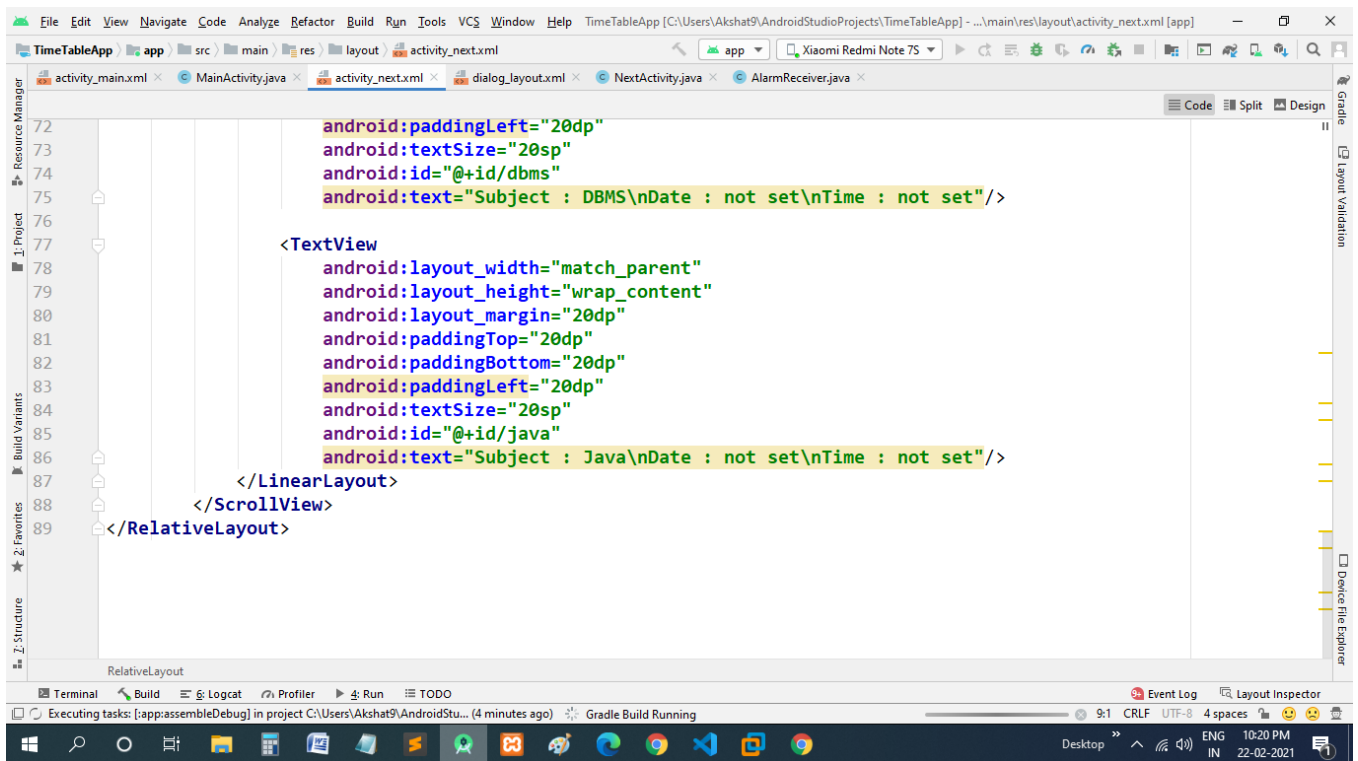 File Edit View Navigate Code Analyze Refactor Build Run Tools VCS Window Help TimeTableApp [C:\Users\Akshat9\AndroidStudioProjects\TimeTableApp] - ...\main\res\layout\activity_next.xml [app]
TimeTableApp app src main res layout activity_next.xml app Xiaomi Redmi Note 7S
activity_main.xml MainActivity.java activity_next.xml dialog_layout.xml NextActivity.java AlarmReceiver.java
Code Split Design
Resource Manager
1: Project
Build Variants
2: Favorites
7: Structure
72 android:paddingLeft="20dp"
73 android:textSize="20sp"
74 android:id="@+id/dbms"
75 android:text="Subject : DBMS\nDate : not set\nTime : not set"/>
76
77 <TextView
78 android:layout_width="match_parent"
79 android:layout_height="wrap_content"
80 android:layout_margin="20dp"
81 android:paddingTop="20dp"
82 android:paddingBottom="20dp"
83 android:paddingLeft="20dp"
84 android:textSize="20sp"
85 android:id="@+id/java"
86 android:text="Subject : Java\nDate : not set\nTime : not set"/>
87 </LinearLayout>
88 </ScrollView>
89 </RelativeLayout>
Gradle
Layout Validation
Device File Explorer
RelativeLayout
Terminal Build 6: Logcat Profiler 4: Run TODO Event Log Layout Inspector
Executing tasks: [:app:assembleDebug] in project C:\Users\Akshat9\AndroidStu... (4 minutes ago) Gradle Build Running 9:1 CRLF UTF-8 4 spaces
Desktop ENG 10:20 PM
IN 22-02-2021